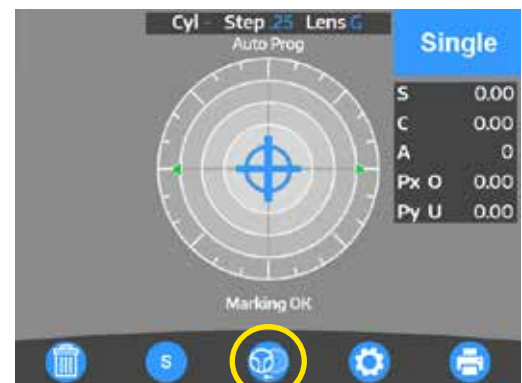 Cyl - Step .25 Lens G
Auto Prog
Single
S 0.00
C 0.00
A 0
Px O 0.00
Py U 0.00
Marking OK
S